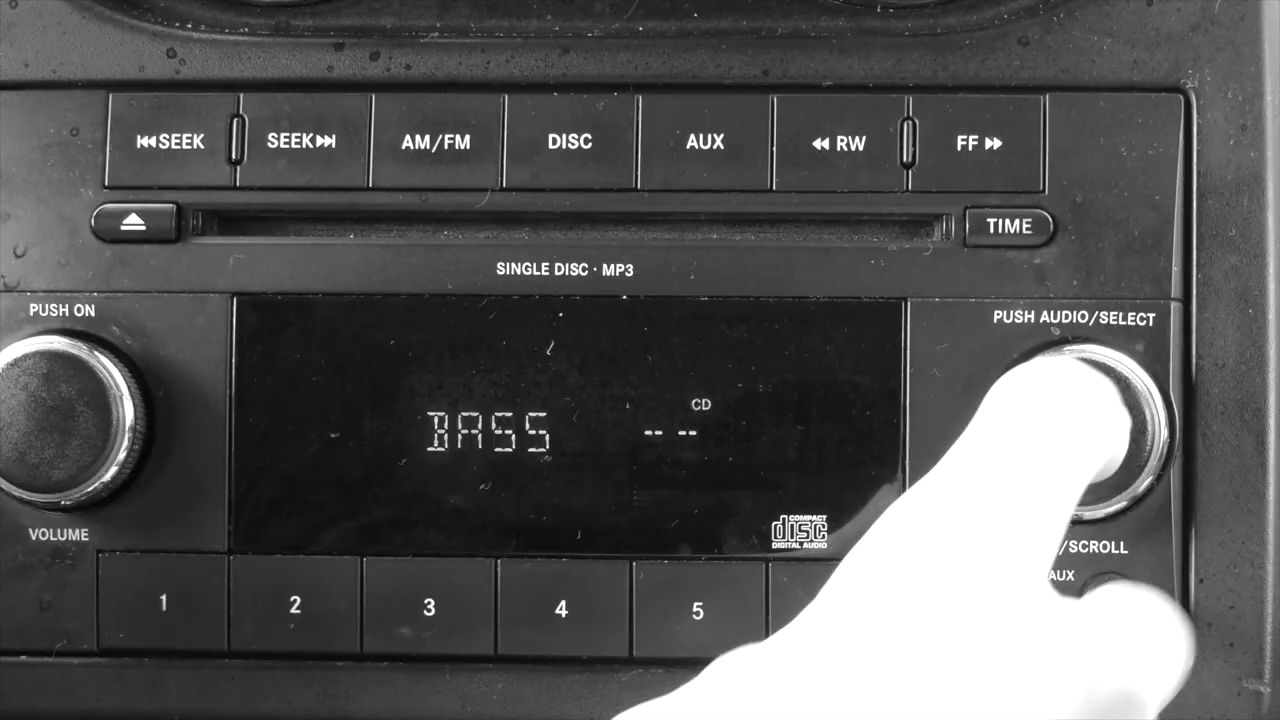 SEEK
SEEK
AM/FM
DISC
AUX
RW
FF
TIME
SINGLE DISC · MP3
PUSH ON
PUSH AUDIO/SELECT
CD
BASS -- --
COMPACT
disc
DIGITAL AUDIO
VOLUME
/SCROLL
AUX
1
2
3
4
5